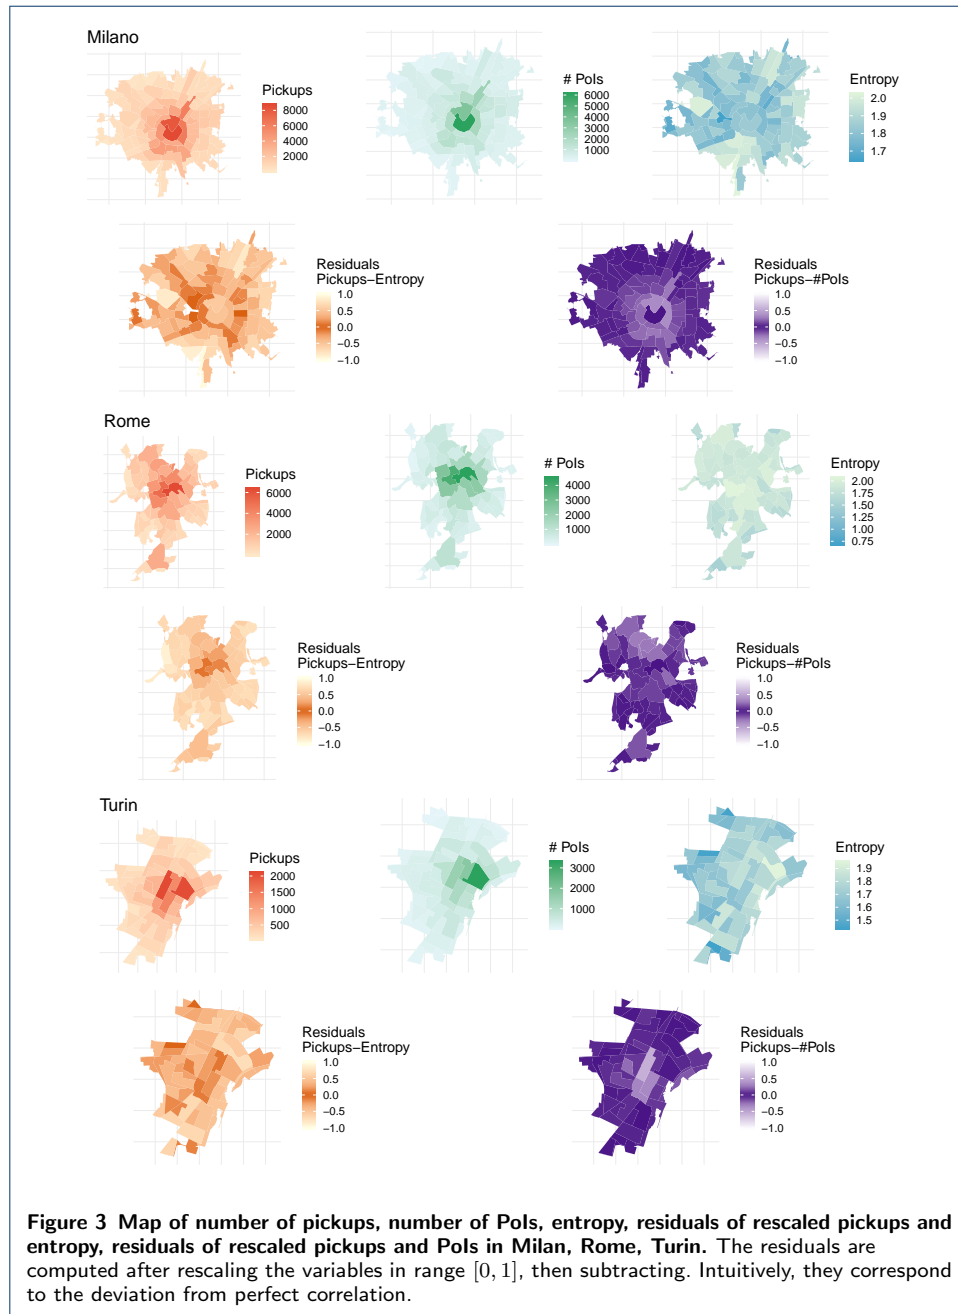 Milano
Pickups
8000
6000
4000
2000
# PoIs
6000
5000
4000
3000
2000
1000
Entropy
2.0
1.9
1.8
1.7
Residuals
Pickups−Entropy
1.0
0.5
0.0
−0.5
−1.0
Residuals
Pickups−#PoIs
1.0
0.5
0.0
−0.5
−1.0
Rome
Pickups
6000
4000
2000
# PoIs
4000
3000
2000
1000
Entropy
2.00
1.75
1.50
1.25
1.00
0.75
Residuals
Pickups−Entropy
1.0
0.5
0.0
−0.5
−1.0
Residuals
Pickups−#PoIs
1.0
0.5
0.0
−0.5
−1.0
Turin
Pickups
2000
1500
1000
500
# PoIs
3000
2000
1000
Entropy
1.9
1.8
1.7
1.6
1.5
Residuals
Pickups−Entropy
1.0
0.5
0.0
−0.5
−1.0
Residuals
Pickups−#PoIs
1.0
0.5
0.0
−0.5
−1.0
Figure 3 Map of number of pickups, number of PoIs, entropy, residuals of rescaled pickups and
entropy, residuals of rescaled pickups and PoIs in Milan, Rome, Turin. The residuals are
computed after rescaling the variables in range [0, 1], then subtracting. Intuitively, they correspond
to the deviation from perfect correlation.